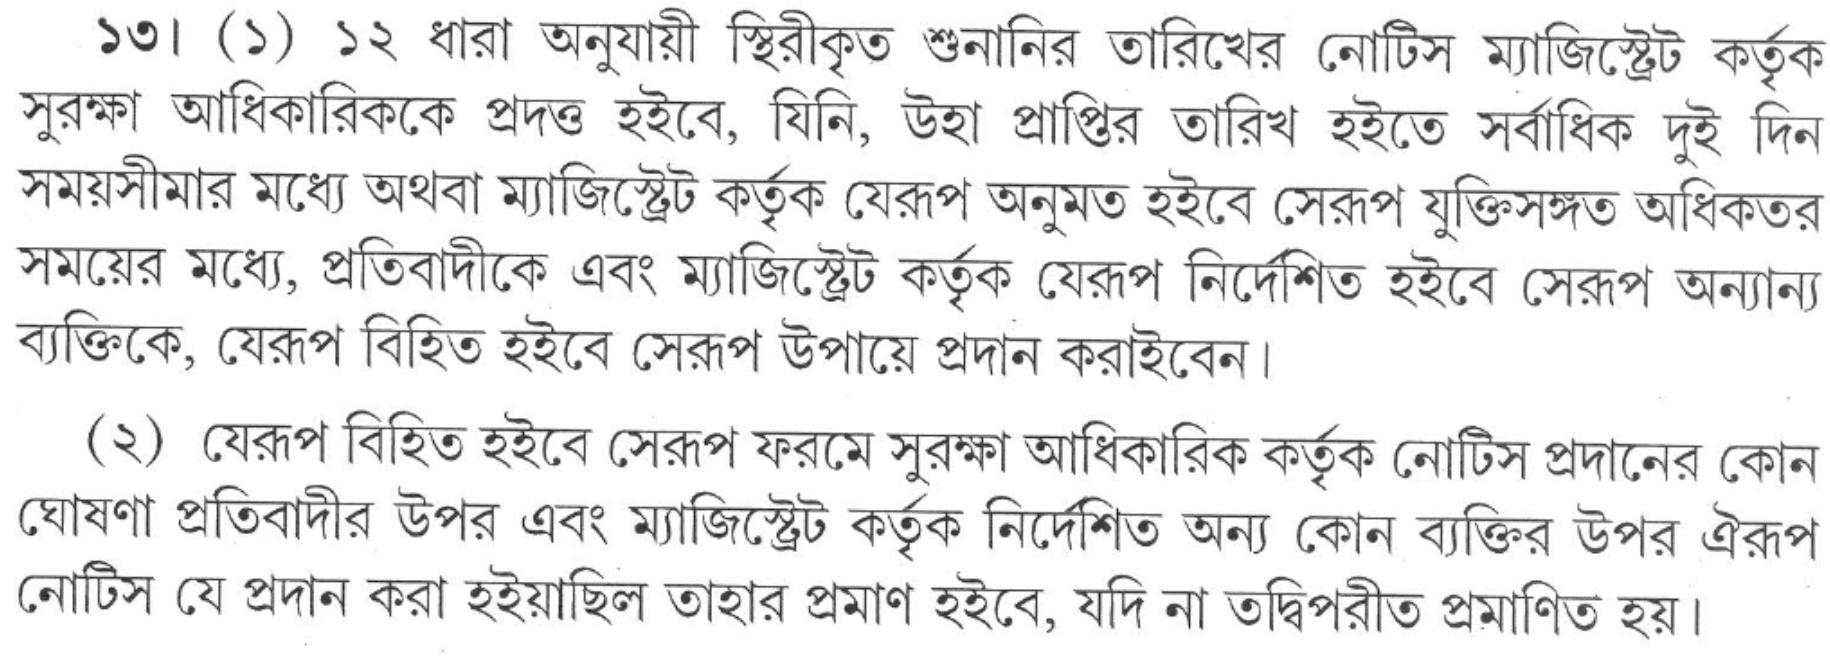 ১৩। (১) ১২ ধারা অনুযায়ী স্থিরীকৃত শুনানির তারিখের নোটিস ম্যাজিস্ট্রেট কর্তৃক
সুরক্ষা আধিকারিককে প্রদত্ত হইবে, যিনি, উহা প্রাপ্তির তারিখ হইতে সর্বাধিক দুই দিন
সময়সীমার মধ্যে অথবা ম্যাজিস্ট্রেট কর্তৃক যেরূপ অনুমত হইবে সেরূপ যুক্তিসঙ্গত অধিকতর
সময়ের মধ্যে, প্রতিবাদীকে এবং ম্যাজিস্ট্রেট কর্তৃক যেরূপ নির্দেশিত হইবে সেরূপ অন্যান্য
ব্যক্তিকে, যেরূপ বিহিত হইবে সেরূপ উপায়ে প্রদান করাইবেন।
(২) যেরূপ বিহিত হইবে সেরূপ ফরমে সুরক্ষা আধিকারিক কর্তৃক নোটিস প্রদানের কোন
ঘোষণা প্রতিবাদীর উপর এবং ম্যাজিস্ট্রেট কর্তৃক নির্দেশিত অন্য কোন ব্যক্তির উপর ঐরূপ
নোটিস যে প্রদান করা হইয়াছিল তাহার প্রমাণ হইবে, যদি না তদ্বিপরীত প্রমাণিত হয়।